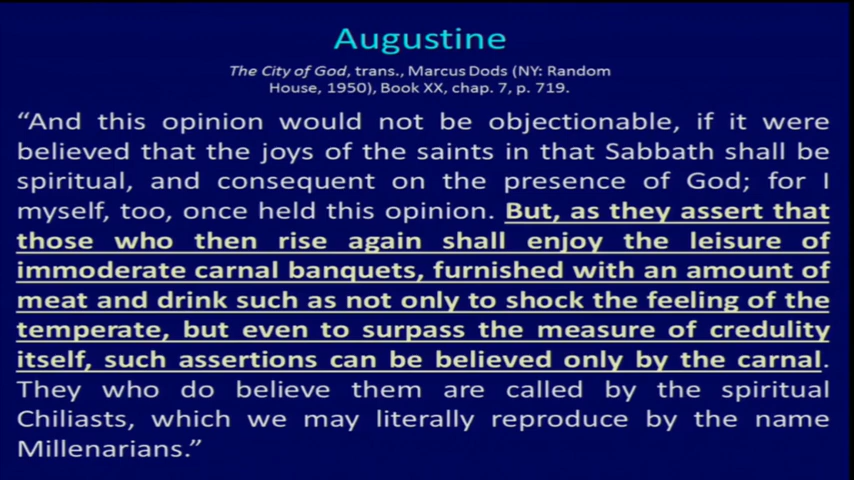 Augustine
The City of God, trans., Marcus Dods (NY: Random
House, 1950), Book XX, chap. 7, p. 719.
“And this opinion would not be objectionable, if it were
believed that the joys of the saints in that Sabbath shall be
spiritual, and consequent on the presence of God; for I
myself, too, once held this opinion. But, as they assert that
those who then rise again shall enjoy the leisure of
immoderate carnal banquets, furnished with an amount of
meat and drink such as not only to shock the feeling of the
temperate, but even to surpass the measure of credulity
itself, such assertions can be believed only by the carnal.
They who do believe them are called by the spiritual
Chiliasts, which we may literally reproduce by the name
Millenarians.”